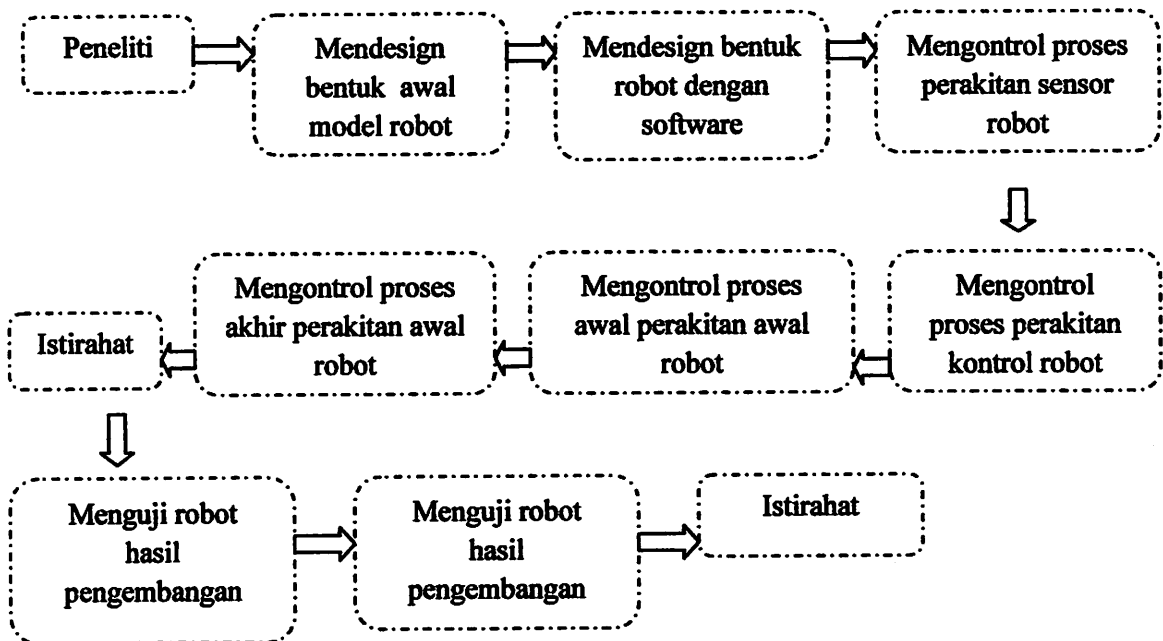 Peneliti
Mendesign
bentuk awal
model robot
Mendesign bentuk
robot dengan
software
Mengontrol proses
perakitan sensor
robot
Mengontrol
proses perakitan
kontrol robot
Mengontrol proses
awal perakitan awal
robot
Mengontrol proses
akhir perakitan awal
robot
Istirahat
Menguji robot
hasil
pengembangan
Menguji robot
hasil
pengembangan
Istirahat